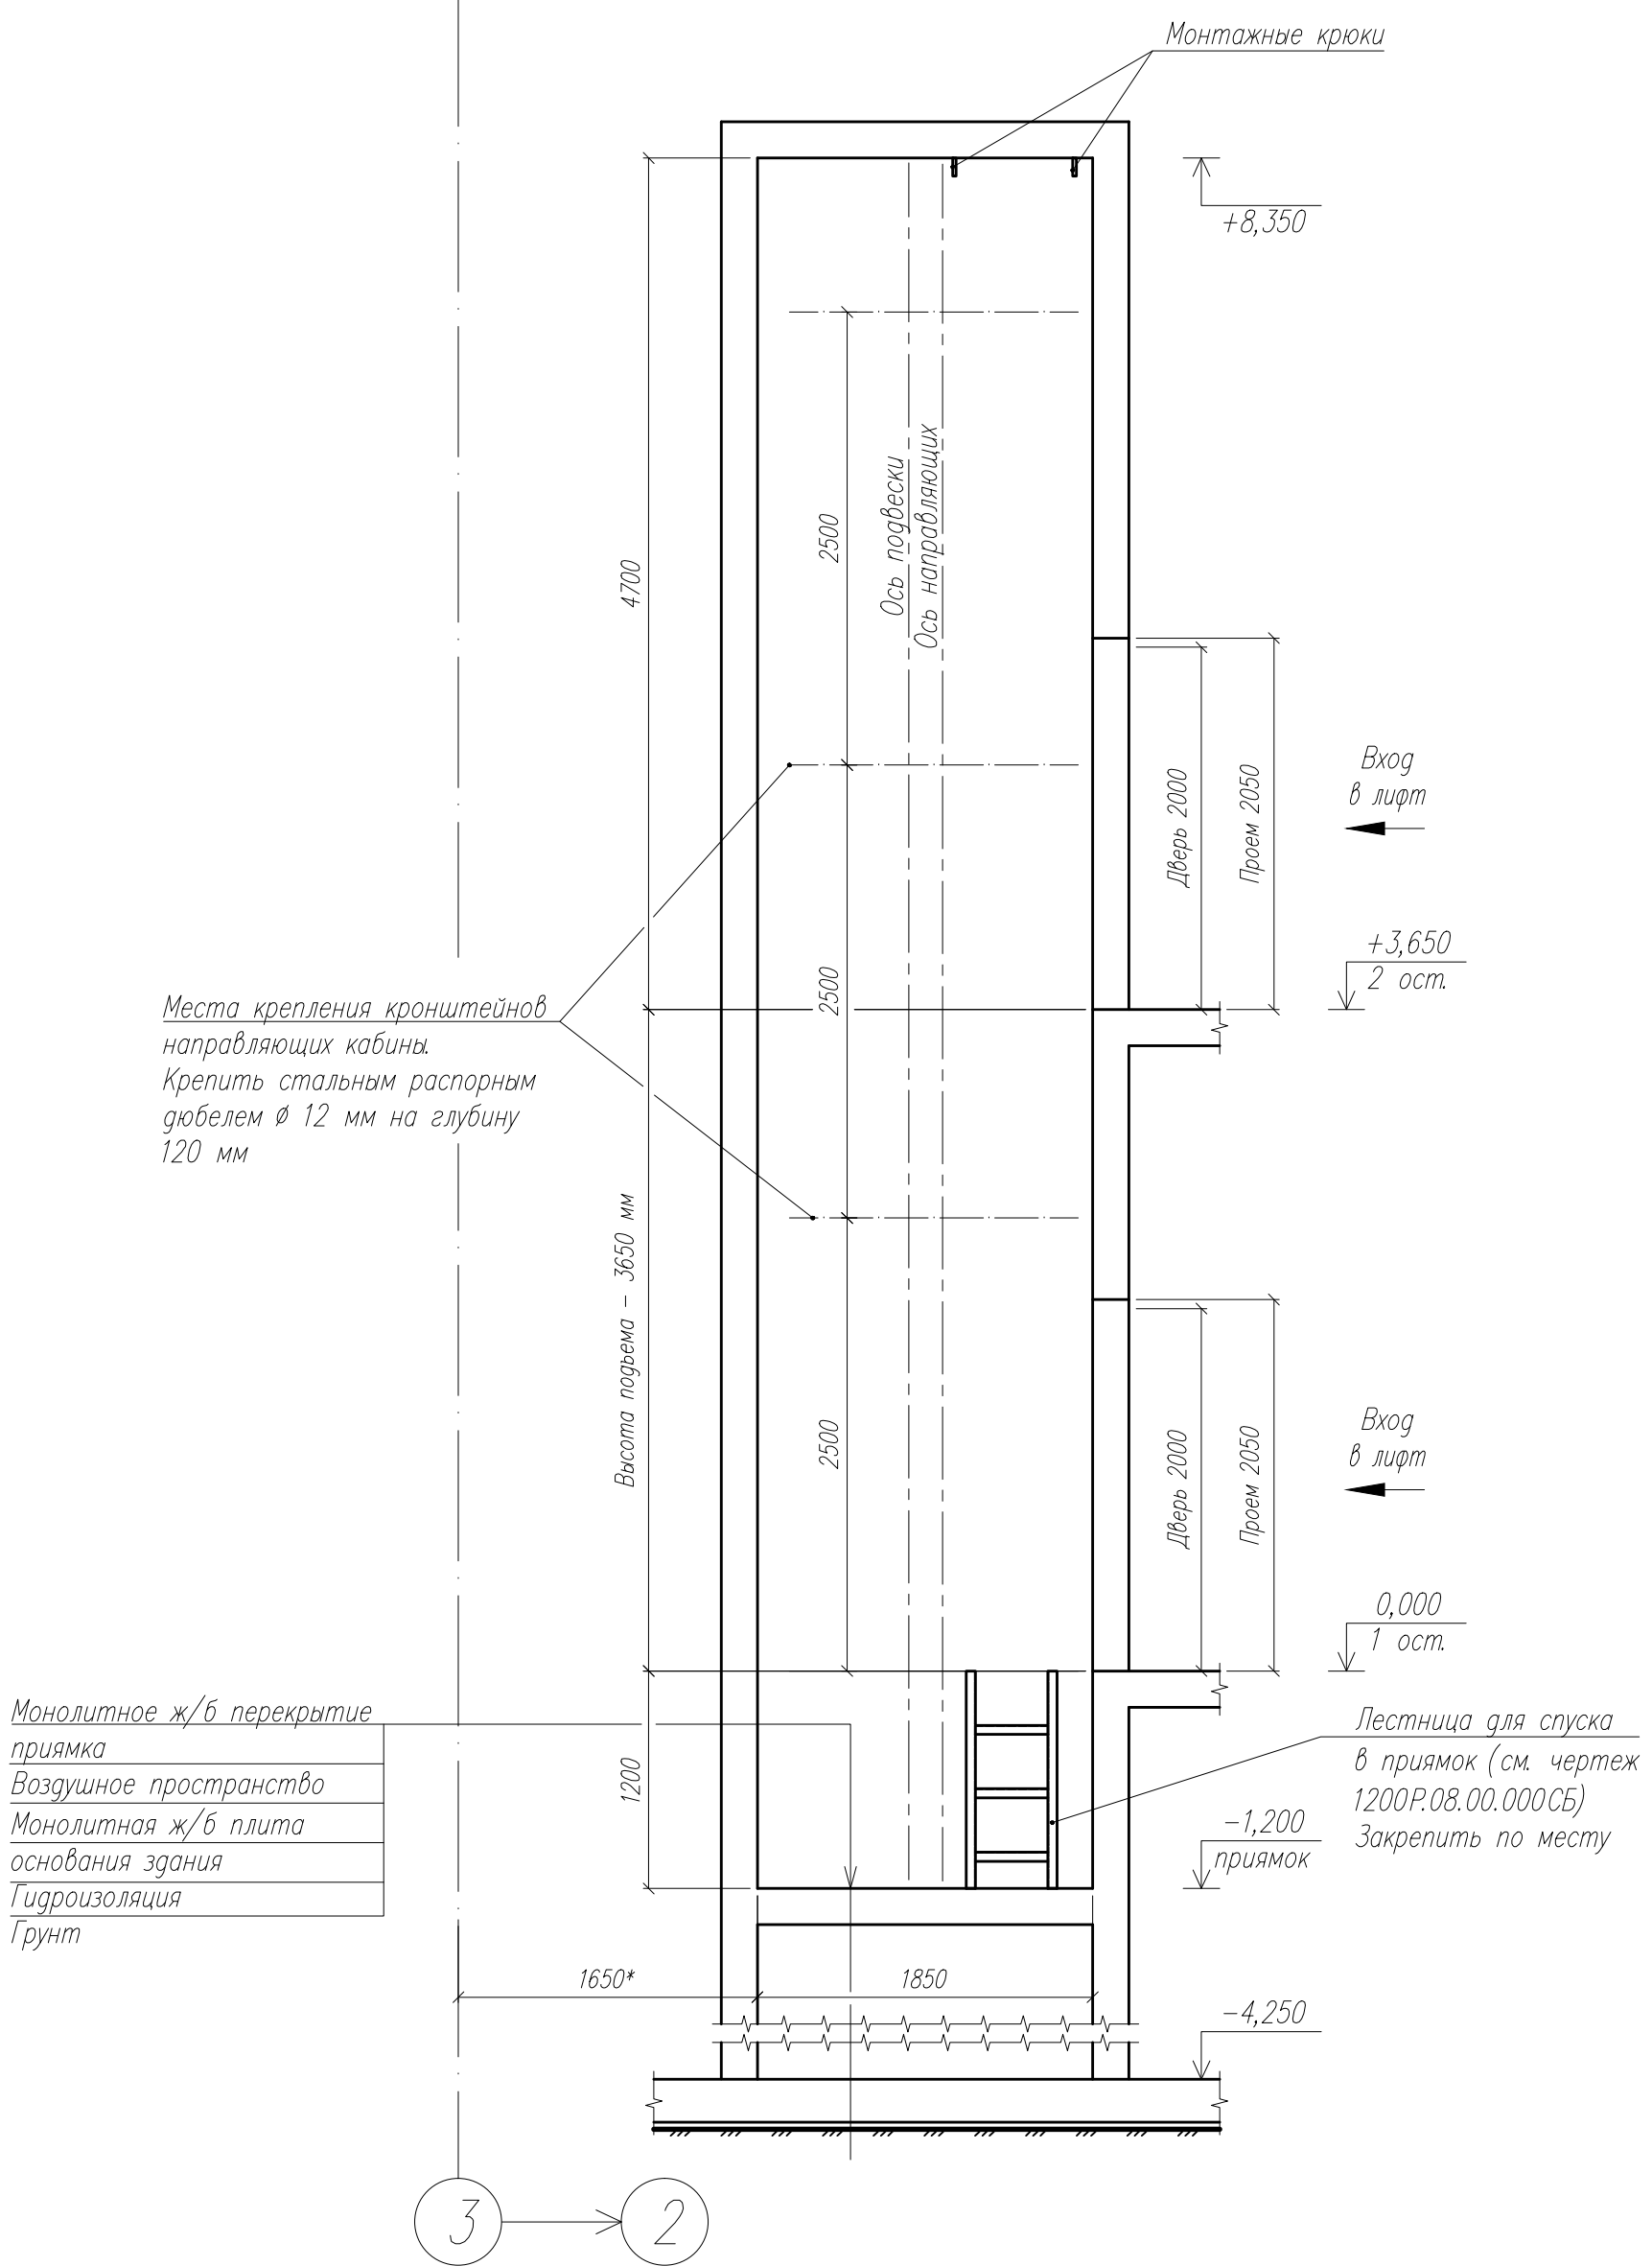 Монтажные крюки
+8,350
2500
Ось подвески
Ось направляющих
4700
Дверь 2000
Проем 2050
Вход
в лифт
+3,650
2 ост.
2500
Места крепления кронштейнов
направляющих кабины.
Крепить стальным распорным
дюбелем ϕ 12 мм на глубину
120 мм
Высота подьема – 3650 мм
2500
Дверь 2000
Проем 2050
Вход
в лифт
0,000
1 ост.
Монолитное ж/б перекрытие
приямка
Воздушное пространство
Монолитная ж/б плита
основания здания
Гидроизоляция
Грунт
1200
Лестница для спуска
в приямок (см. чертеж
1200Р.08.00.000СБ)
Закрепить по месту
-1,200
приямок
1650*
1850
-4,250
3
2